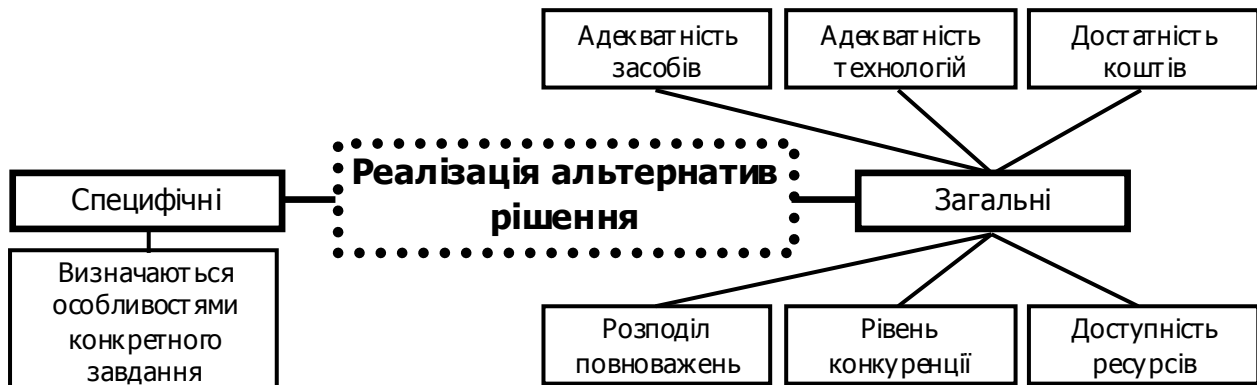 Адекватність
засобів
Адекватність
технологій
Достатність
коштів
Реалізація альтернатив
рішення
Специфічні
Загальні
Визначаються
особливостями
конкретного
завдання
Розподіл
повноважень
Рівень
конкуренції
Доступність
ресурсів